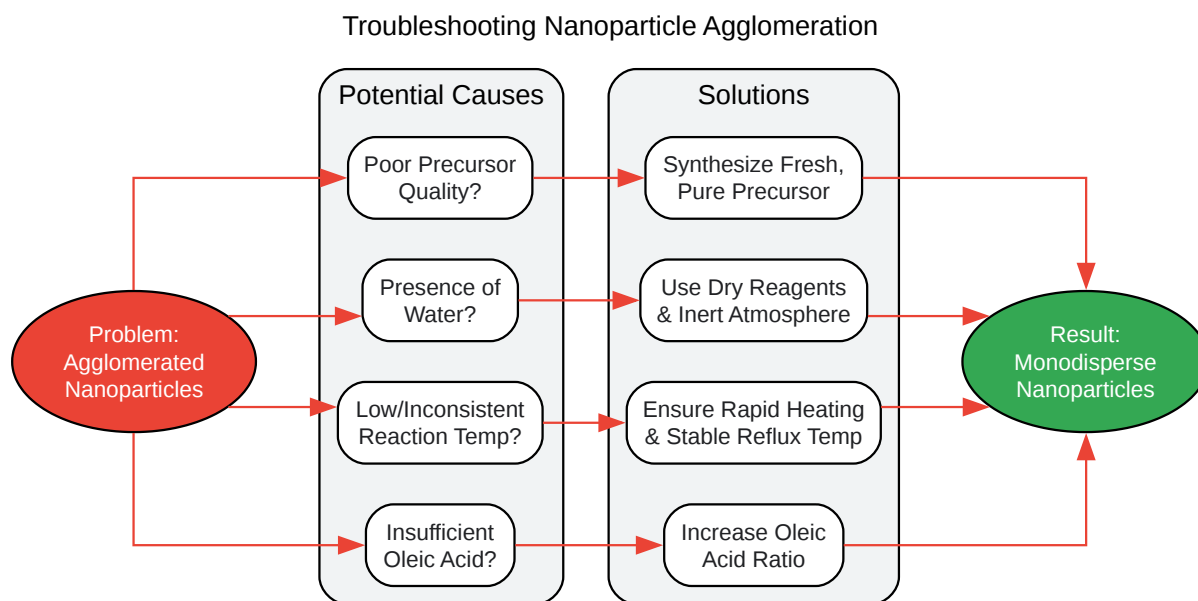 Troubleshooting Nanoparticle Agglomeration
Potential Causes
Solutions
Problem:
Agglomerated
Nanoparticles
Poor Precursor
Quality?
Synthesize Fresh,
Pure Precursor
Presence of
Water?
Use Dry Reagents
& Inert Atmosphere
Low/Inconsistent
Reaction Temp?
Ensure Rapid Heating
& Stable Reflux Temp
Insufficient
Oleic Acid?
Increase Oleic
Acid Ratio
Result:
Monodisperse
Nanoparticles